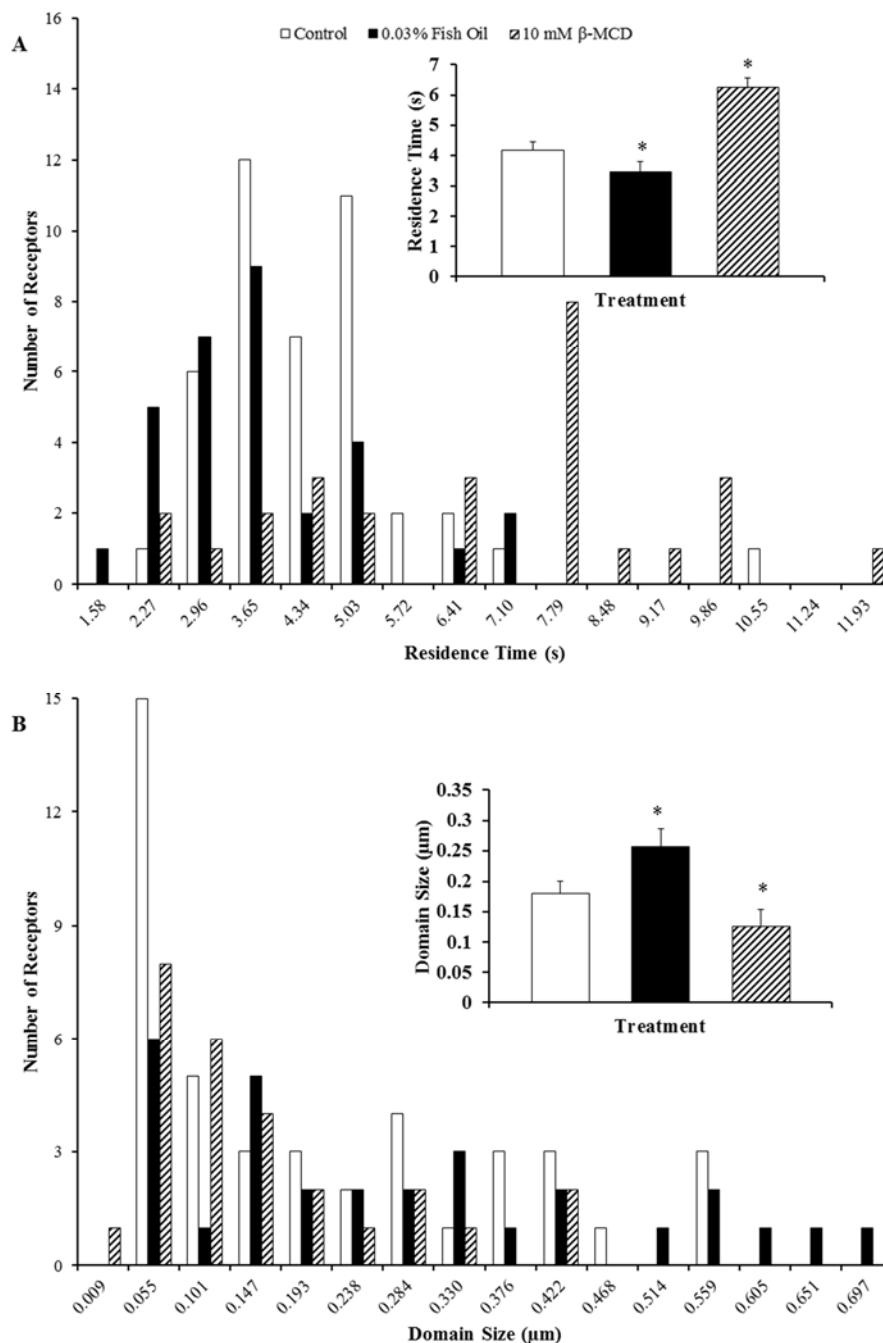 A
Control 0.03% Fish Oil 10 mM β-MCD
16
14
12
10
8
6
4
2
0
Number of Receptors
7
6
5
4
3
2
1
0
Residence Time (s)
* * 
Treatment
1.58 2.27 2.96 3.65 4.34 5.03 5.72 6.41 7.10 7.79 8.48 9.17 9.86 10.55 11.24 11.93
Residence Time (s)
B
15
12
9
6
3
0
Number of Receptors
0.35
0.3
0.25
0.2
0.15
0.1
0.05
0
Domain Size (µm)
* *
Treatment
0.009 0.055 0.101 0.147 0.193 0.238 0.284 0.330 0.376 0.422 0.468 0.514 0.559 0.605 0.651 0.697
Domain Size (µm)